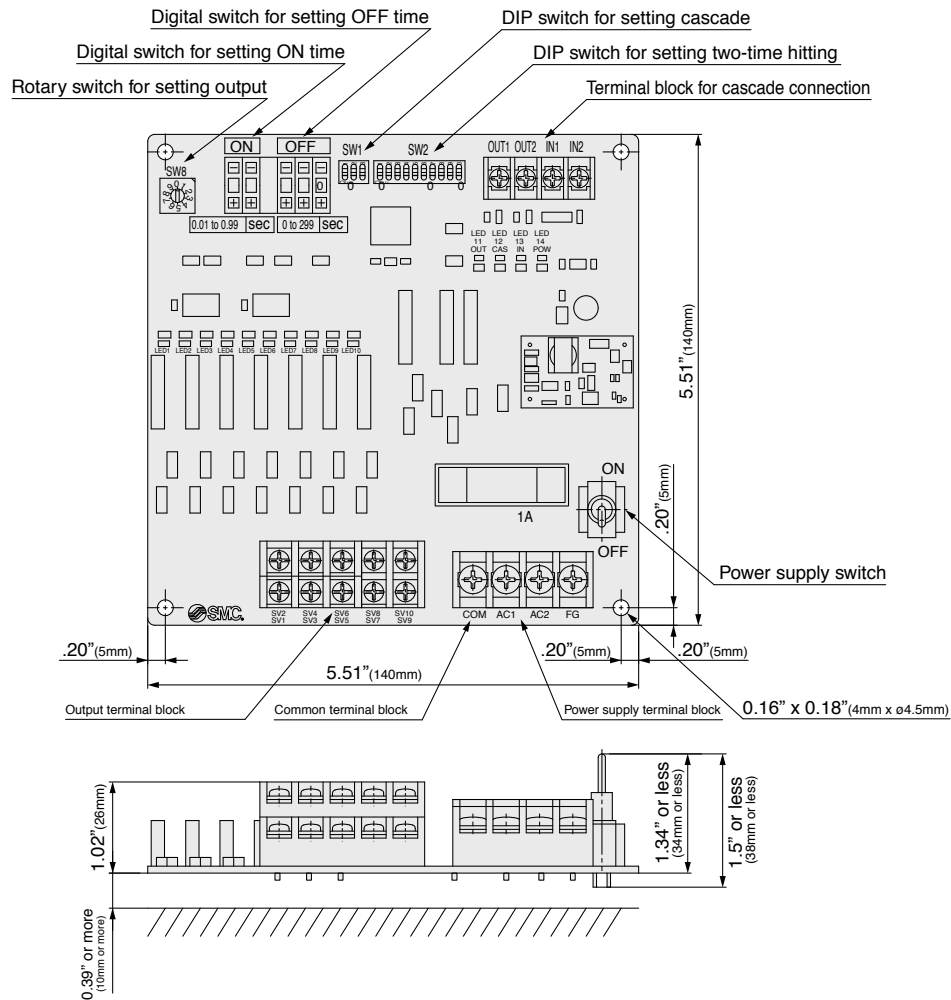 Digital switch for setting OFF time
DIP switch for setting cascade
Digital switch for setting ON time
DIP switch for setting two-time hitting
Rotary switch for setting output
Terminal block for cascade connection
ON OFF SW1 SW2 OUT1 OUT2 IN1 IN2
SW8
0
0.01 to 0.99 sec 0 to 299 sec
LED 11 OUT
LED 12 CAS
LED 13 IN
LED 14 POW
LED1 LED2 LED3 LED4 LED5 LED6 LED7 LED8 LED9 LED10
5.51" (140mm)
ON
1A
OFF
.20" (5mm)
Power supply switch
SMC.
SV2 SV4 SV6 SV8 SV10
SV1 SV3 SV5 SV7 SV9
COM AC1 AC2 FG
.20" (5mm)
.20" (5mm)
5.51" (140mm)
Output terminal block
Common terminal block
Power supply terminal block
0.16" x 0.18" (4mm x ø4.5mm)
1.02" (26mm)
1.34" or less
(34mm or less)
1.5" or less
(38mm or less)
0.39" or more
(10mm or more)